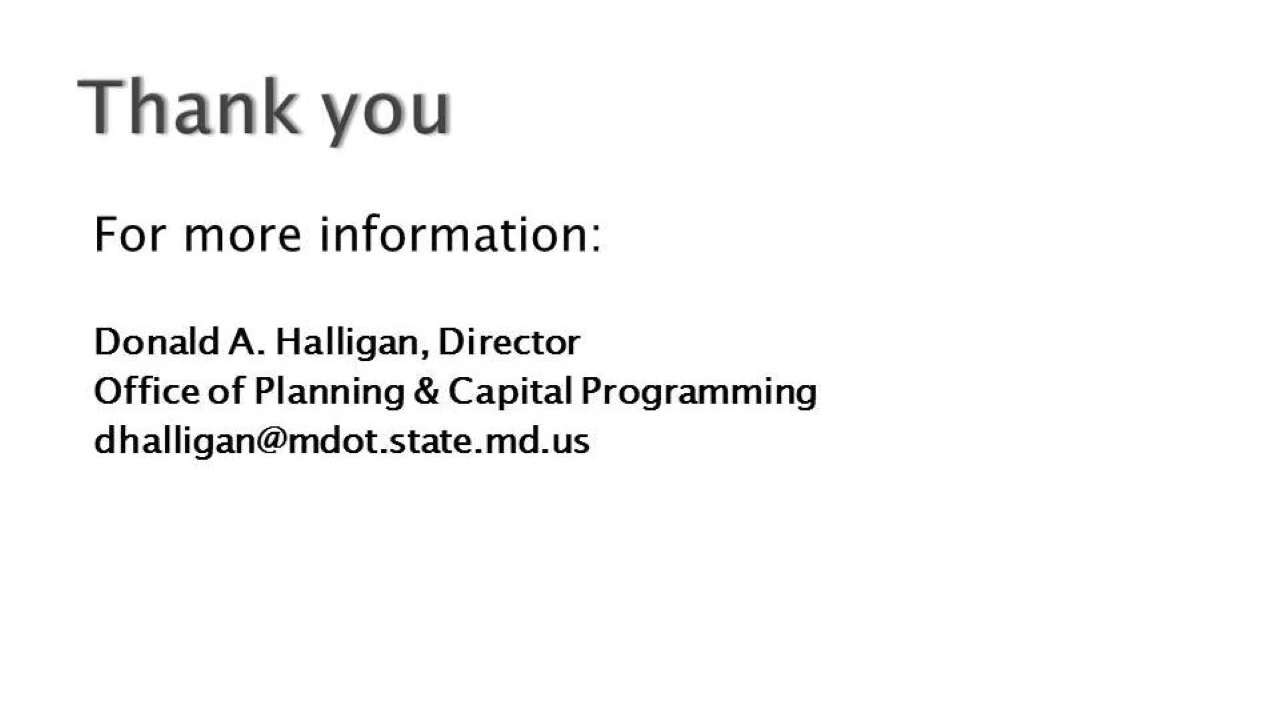 Thank you
For more information:
Donald A. Halligan, Director
Office of Planning & Capital Programming
dhalligan@mdot.state.md.us